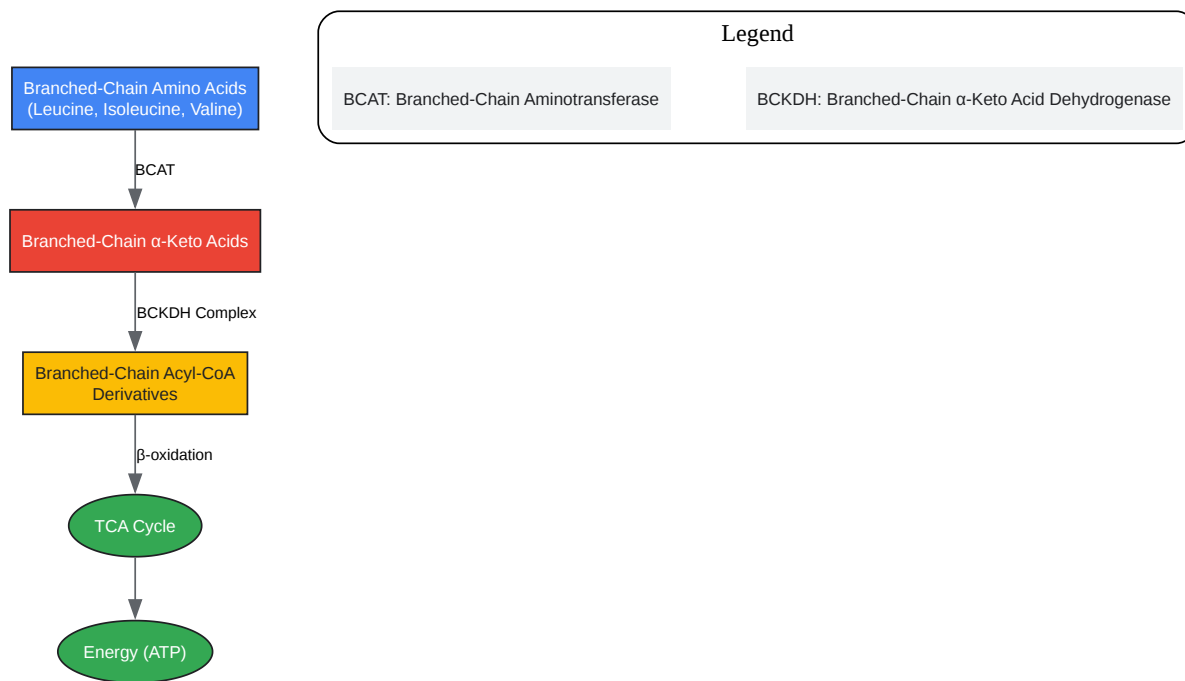 Legend
BCAT: Branched-Chain Aminotransferase
BCKDH: Branched-Chain α-Keto Acid Dehydrogenase
Branched-Chain Amino Acids
(Leucine, Isoleucine, Valine)
BCAT
Branched-Chain α-Keto Acids
BCKDH Complex
Branched-Chain Acyl-CoA
Derivatives
β-oxidation
TCA Cycle
Energy (ATP)